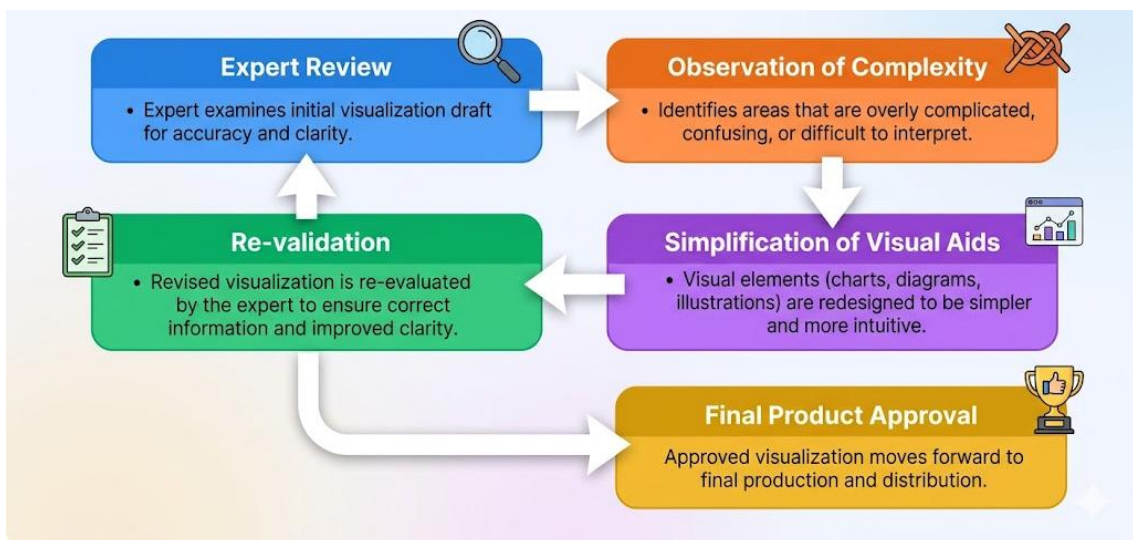 Expert Review
• Expert examines initial visualization draft
for accuracy and clarity.
Observation of Complexity
• Identifies areas that are overly complicated,
confusing, or difficult to interpret.
Simplification of Visual Aids
• Visual elements (charts, diagrams,
illustrations) are redesigned to be simpler
and more intuitive.
Re-validation
• Revised visualization is re-evaluated
by the expert to ensure correct
information and improved clarity.
Final Product Approval
Approved visualization moves forward to
final production and distribution.